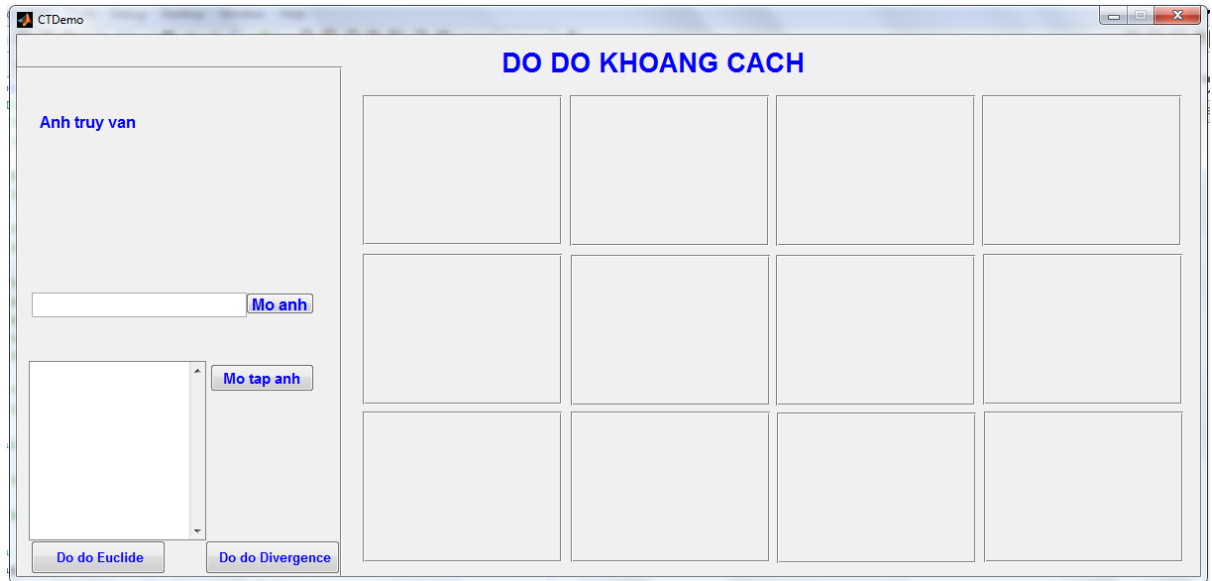 CTDemo
DO DO KHOANG CACH
Anh truy van
Mo anh
Mo tap anh
Do do Euclide
Do do Divergence